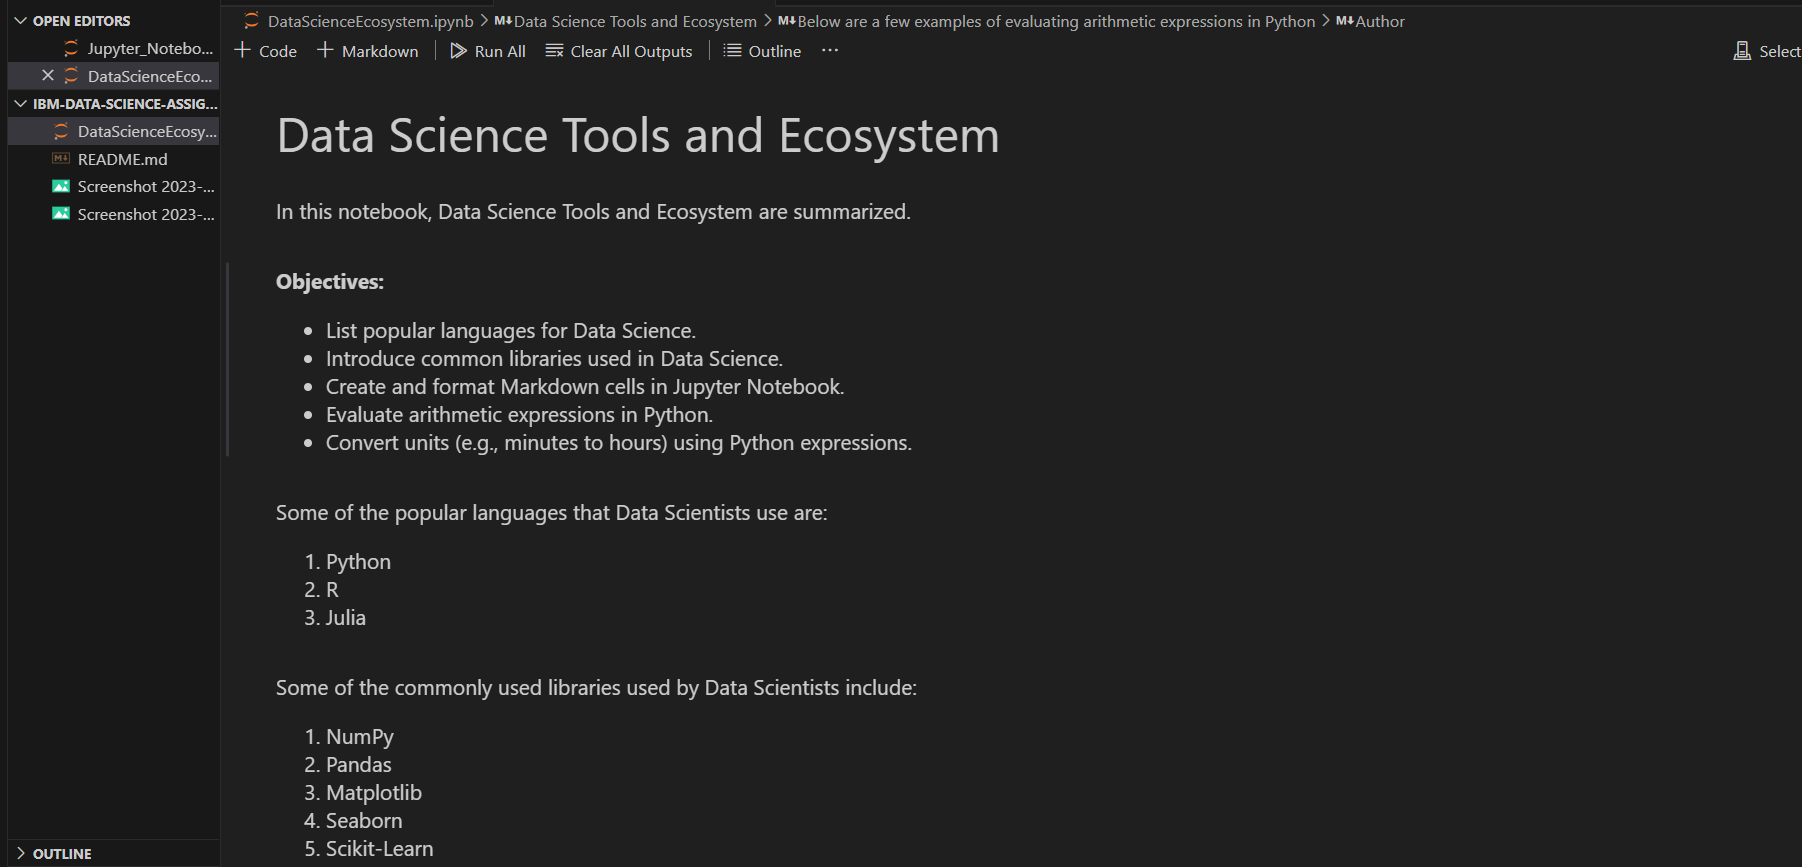 OPEN EDITORS
Jupyter_Notebo...
DataScienceEco...
IBM-DATA-SCIENCE-ASSIG...
DataScienceEcosy...
README.md
Screenshot 2023-...
Screenshot 2023-...
OUTLINE
DataScienceEcosystem.ipynb > M↓Data Science Tools and Ecosystem > M↓Below are a few examples of evaluating arithmetic expressions in Python > M↓Author
+ Code + Markdown | Run All Clear All Outputs | Outline ... Select
Data Science Tools and Ecosystem
In this notebook, Data Science Tools and Ecosystem are summarized.
Objectives:
• List popular languages for Data Science.
• Introduce common libraries used in Data Science.
• Create and format Markdown cells in Jupyter Notebook.
• Evaluate arithmetic expressions in Python.
• Convert units (e.g., minutes to hours) using Python expressions.
Some of the popular languages that Data Scientists use are:
1. Python
2. R
3. Julia
Some of the commonly used libraries used by Data Scientists include:
1. NumPy
2. Pandas
3. Matplotlib
4. Seaborn
5. Scikit-Learn